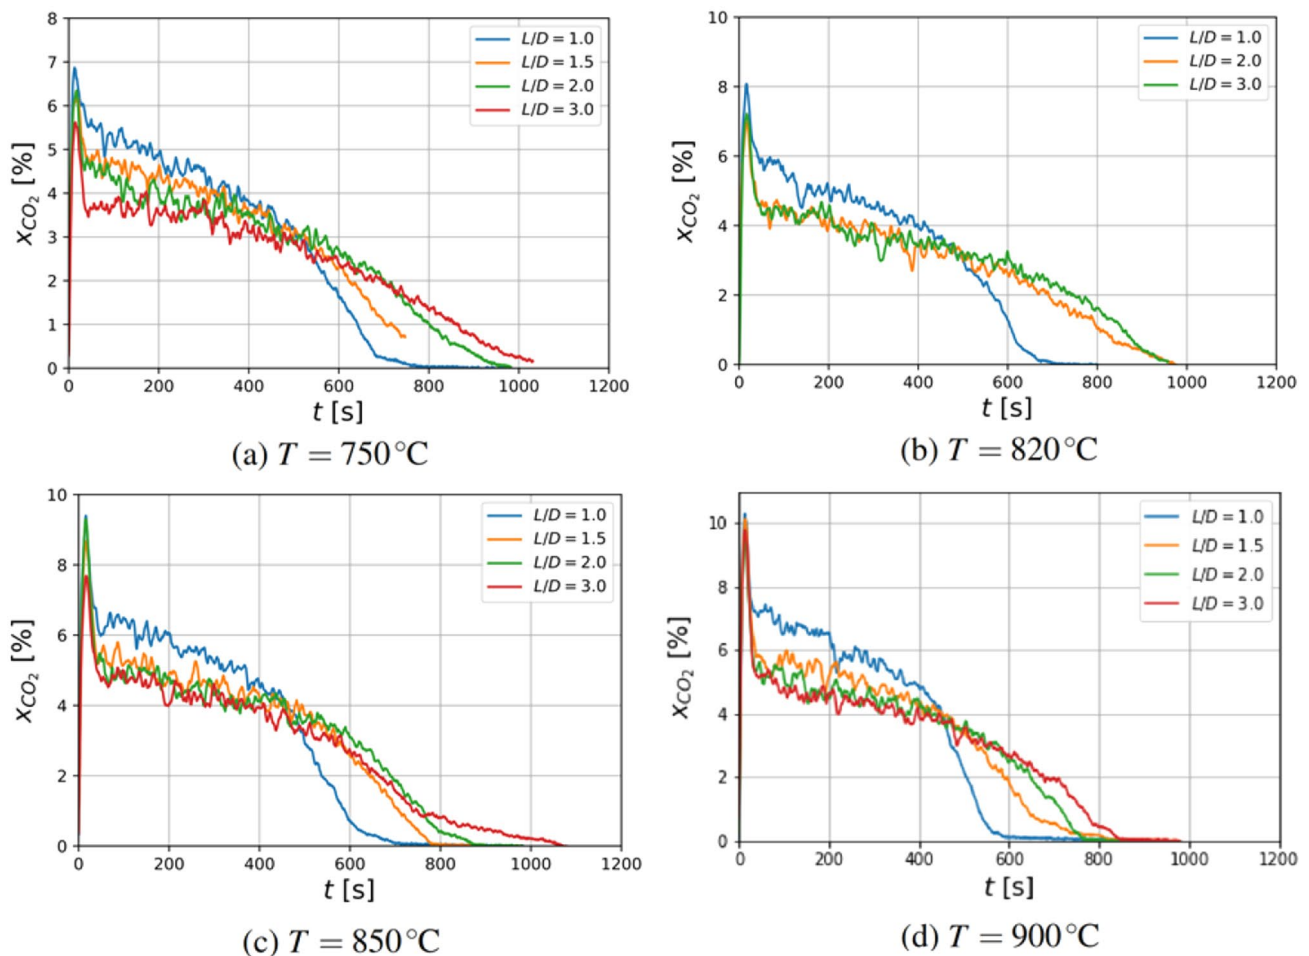 8
7
6
5
4
3
2
1
0
x_{CO_2} [%]
L/D = 1.0
L/D = 1.5
L/D = 2.0
L/D = 3.0
0 200 400 600 800 1000 1200
t [s]
(a) T = 750°C
10
8
6
4
2
0
x_{CO_2} [%]
L/D = 1.0
L/D = 2.0
L/D = 3.0
0 200 400 600 800 1000 1200
t [s]
(b) T = 820°C
10
8
6
4
2
0
x_{CO_2} [%]
L/D = 1.0
L/D = 1.5
L/D = 2.0
L/D = 3.0
0 200 400 600 800 1000 1200
t [s]
(c) T = 850°C
10
8
6
4
2
0
x_{CO_2} [%]
L/D = 1.0
L/D = 1.5
L/D = 2.0
L/D = 3.0
0 200 400 600 800 1000 1200
t [s]
(d) T = 900°C